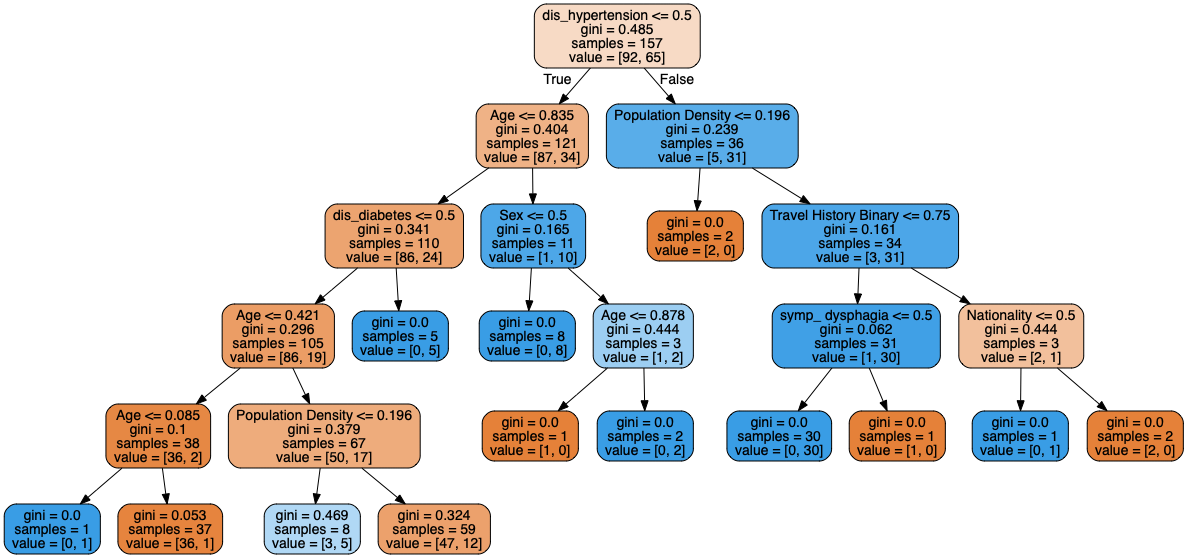 dis_hypertension <= 0.5
gini = 0.485
samples = 157
value = [92, 65]
True
False
Age <= 0.835
gini = 0.404
samples = 121
value = [87, 34]
Population Density <= 0.196
gini = 0.239
samples = 36
value = [5, 31]
dis_diabetes <= 0.5
gini = 0.341
samples = 110
value = [86, 24]
Sex <= 0.5
gini = 0.165
samples = 11
value = [1, 10]
gini = 0.0
samples = 2
value = [2, 0]
Travel History Binary <= 0.75
gini = 0.161
samples = 34
value = [3, 31]
Age <= 0.421
gini = 0.296
samples = 105
value = [86, 19]
gini = 0.0
samples = 5
value = [0, 5]
gini = 0.0
samples = 8
value = [0, 8]
Age <= 0.878
gini = 0.444
samples = 3
value = [1, 2]
symp_ dysphagia <= 0.5
gini = 0.062
samples = 31
value = [1, 30]
Nationality <= 0.5
gini = 0.444
samples = 3
value = [2, 1]
Age <= 0.085
gini = 0.1
samples = 38
value = [36, 2]
Population Density <= 0.196
gini = 0.379
samples = 67
value = [50, 17]
gini = 0.0
samples = 1
value = [1, 0]
gini = 0.0
samples = 2
value = [0, 2]
gini = 0.0
samples = 30
value = [0, 30]
gini = 0.0
samples = 1
value = [1, 0]
gini = 0.0
samples = 1
value = [0, 1]
gini = 0.0
samples = 2
value = [2, 0]
gini = 0.0
samples = 1
value = [0, 1]
gini = 0.053
samples = 37
value = [36, 1]
gini = 0.469
samples = 8
value = [3, 5]
gini = 0.324
samples = 59
value = [47, 12]